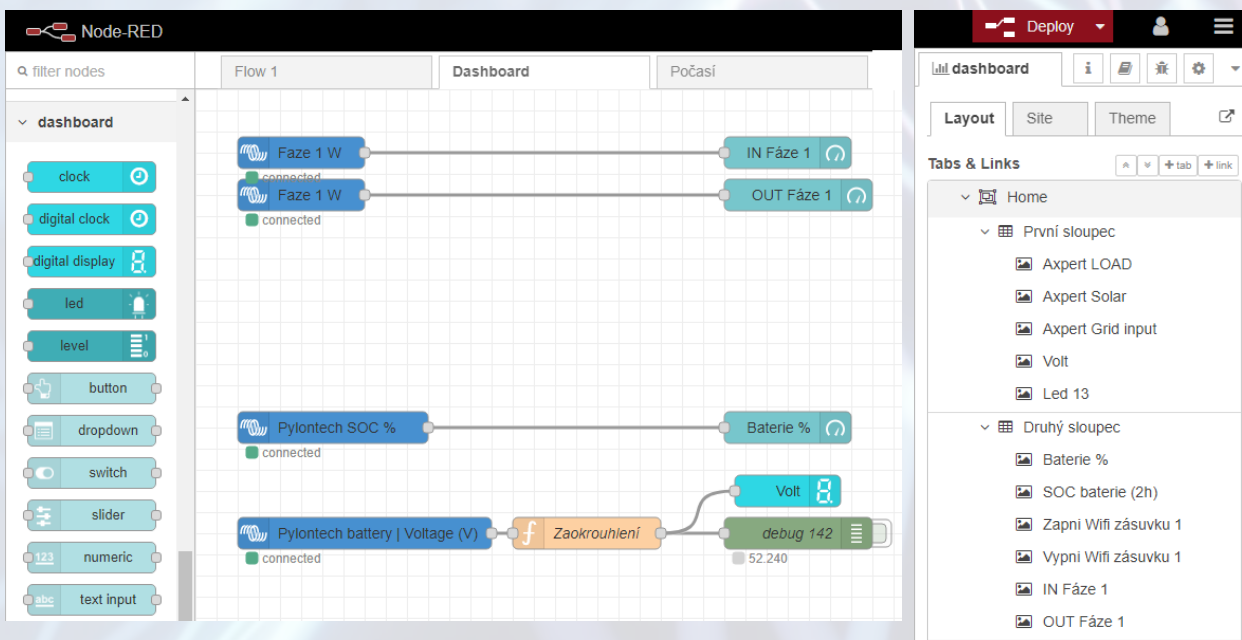 Node-RED
Deploy
filter nodes
Flow 1
Dashboard
Počasí
dashboard
i
dashboard
Layout
Site
Theme
Faze 1 W
IN Fáze 1
connected
Faze 1 W
OUT Fáze 1
connected
Pylontech SOC %
Baterie %
connected
Volt
Pylontech battery | Voltage (V)
f
Zaokrouhlení
debug 142
connected
52.240
clock
digital clock
digital display
led
level
button
dropdown
switch
slider
123
numeric
abc
text input
Tabs & Links
+ tab
+ link
Home
První sloupec
Axpert LOAD
Axpert Solar
Axpert Grid input
Volt
Led 13
Druhý sloupec
Baterie %
SOC baterie (2h)
Zapni Wifi zásuvku 1
Vypni Wifi zásuvku 1
IN Fáze 1
OUT Fáze 1